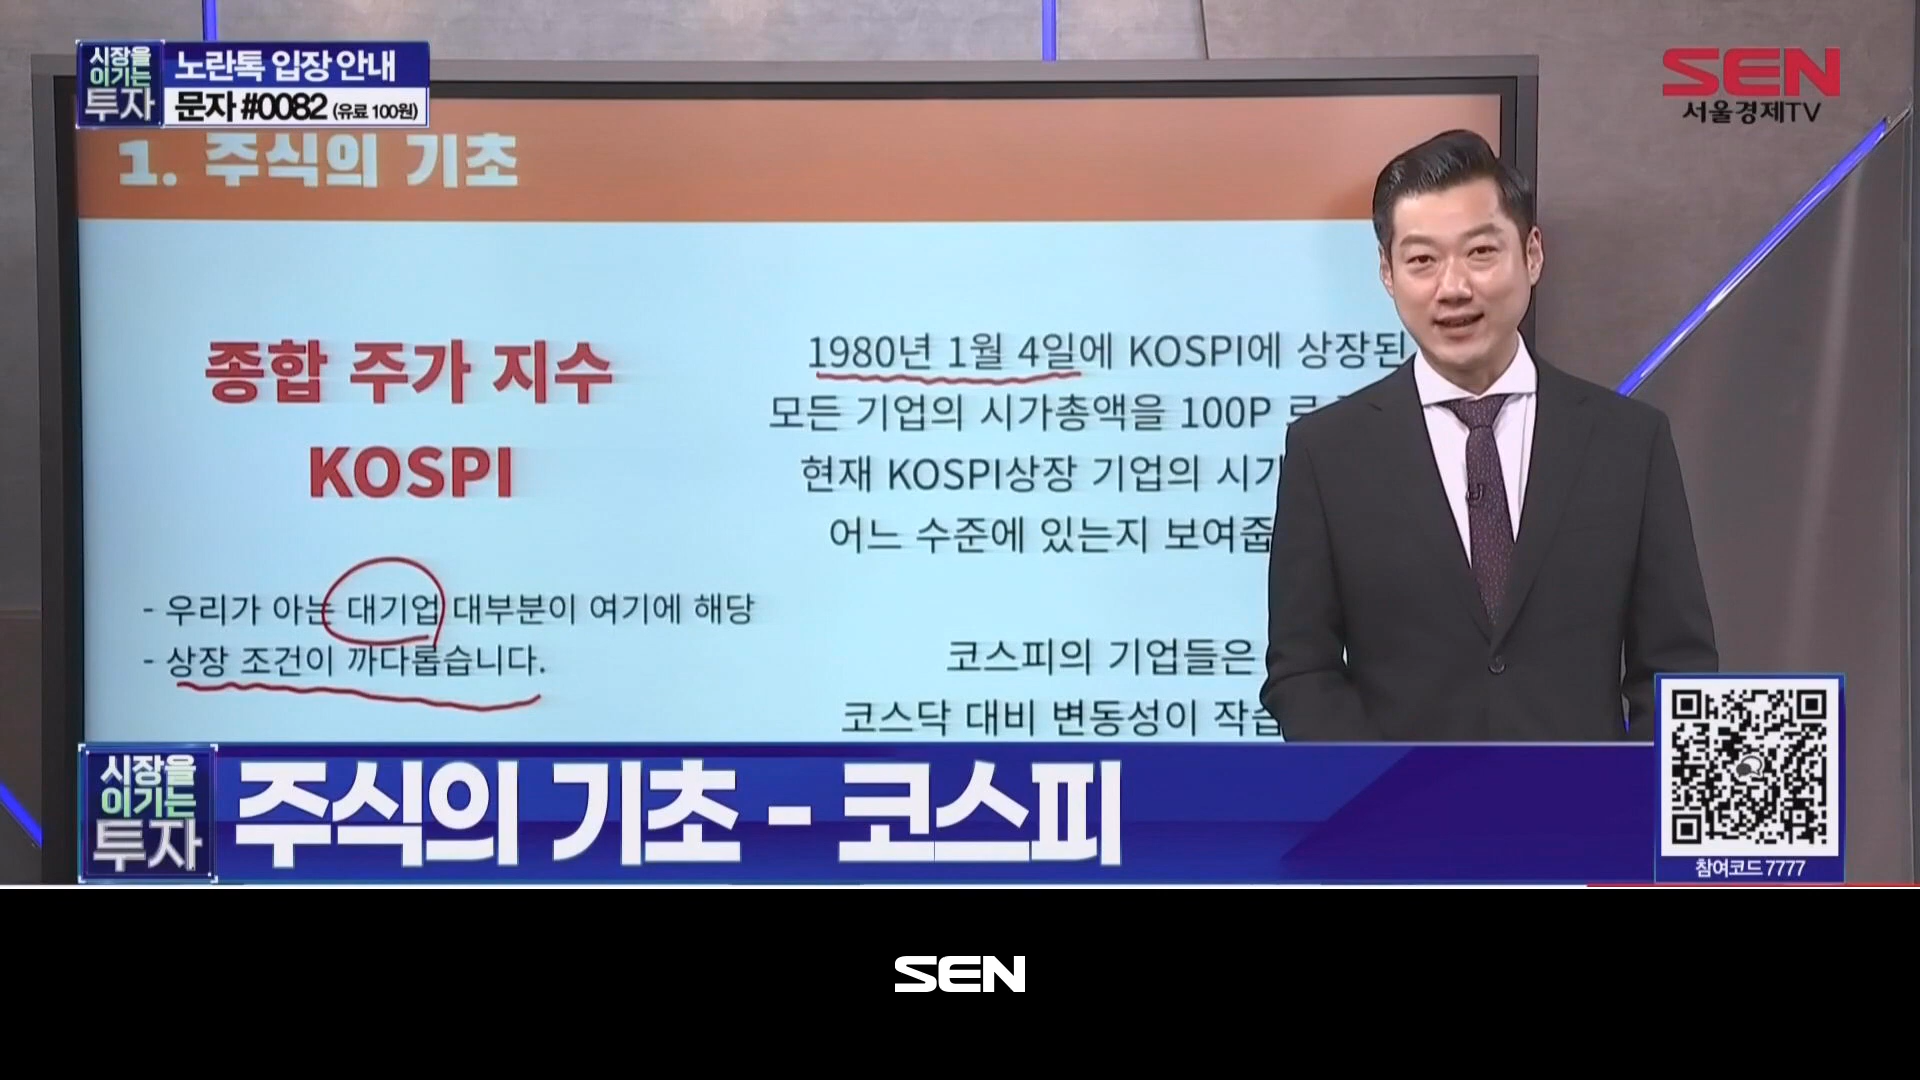 시장을
이기는
투자
노란톡 입장 안내
문자 #0082 (유료 100원)
SEN
서울경제TV
1. 주식의 기초
종합 주가 지수
KOSPI
- 우리가 아는 대기업 대부분이 여기에 해당
- 상장 조건이 까다롭습니다.
1980년 1월 4일에 KOSPI에 상장된
모든 기업의 시가총액을 100P 로
현재 KOSPI상장 기업의 시가
어느 수준에 있는지 보여줍
코스피의 기업들은
코스닥 대비 변동성이 작습
시장을
이기는
투자
주식의 기초 - 코스피
참여코드 7777
SEN